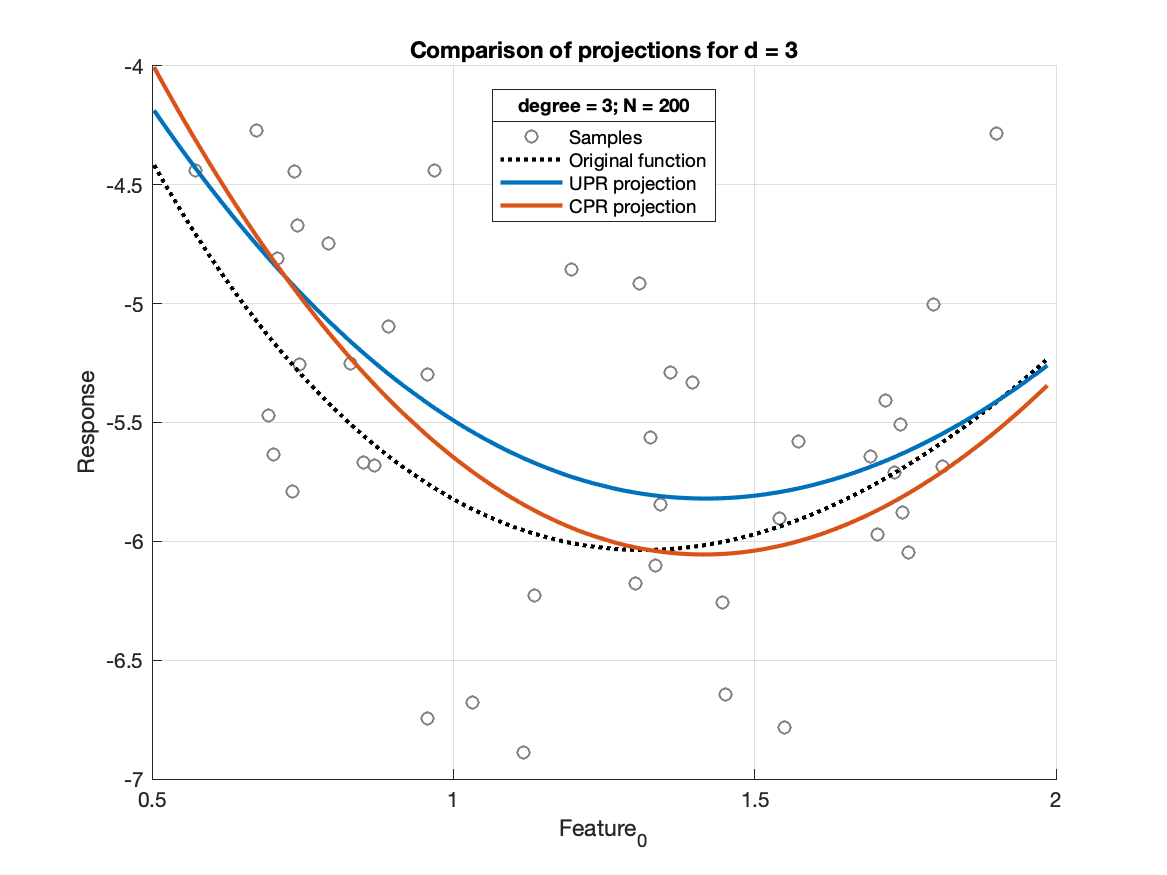 Comparison of projections for d = 3
degree = 3; N = 200
Samples
Original function
UPR projection
CPR projection
Response
-4
-4.5
-5
-5.5
-6
-6.5
-7
0.5
1
1.5
2
Feature₀